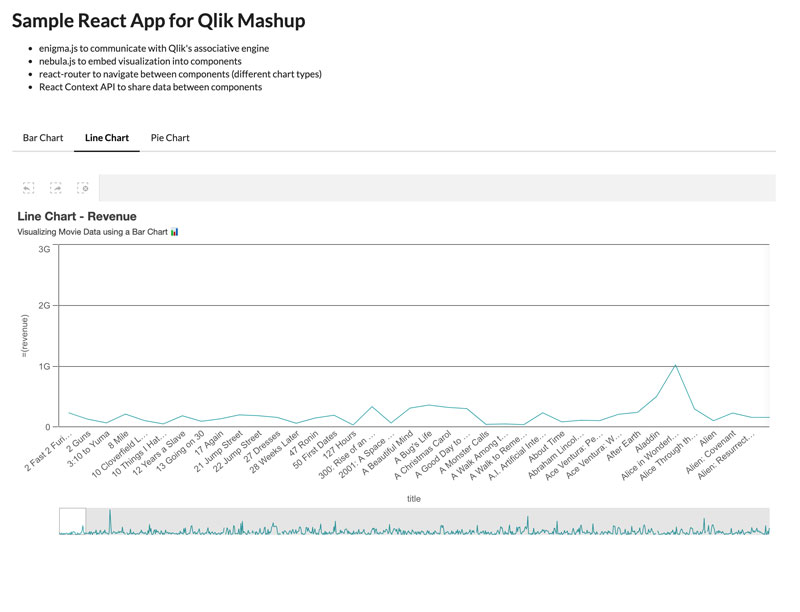 Sample React App for Qlik Mashup
enigma.js to communicate with Qlik's associative engine
nebula.js to embed visualization into components
react-router to navigate between components (different chart types)
React Context API to share data between components
Bar Chart Line Chart Pie Chart
Line Chart - Revenue
Visualizing Movie Data using a Bar Chart 📊
3G
2G
1G
0
=(revenue)
2 Fast 2 Furi...
2 Guns
3:10 to Yuma
8 Mile
10 Cloverfield L...
10 Things I Hat...
12 Years a Slave
13 Going on 30
17 Again
21 Jump Street
22 Jump Street
27 Dresses
28 Weeks Later
47 Ronin
50 First Dates
127 Hours
300: Rise of an ...
2001: A Space ...
A Beautiful Mind
A Bug's Life
A Christmas Carol
A Good Day to ...
A Monster Calls
A Walk Among t...
A Walk to Reme...
A.I. Artificial Inte...
About Time
Abraham Lincol...
Ace Ventura: Pe...
Ace Ventura: W...
After Earth
Aladdin
Alice in Wonderl...
Alice Through th...
Alien
Alien: Covenant
Alien: Resurrect...
title